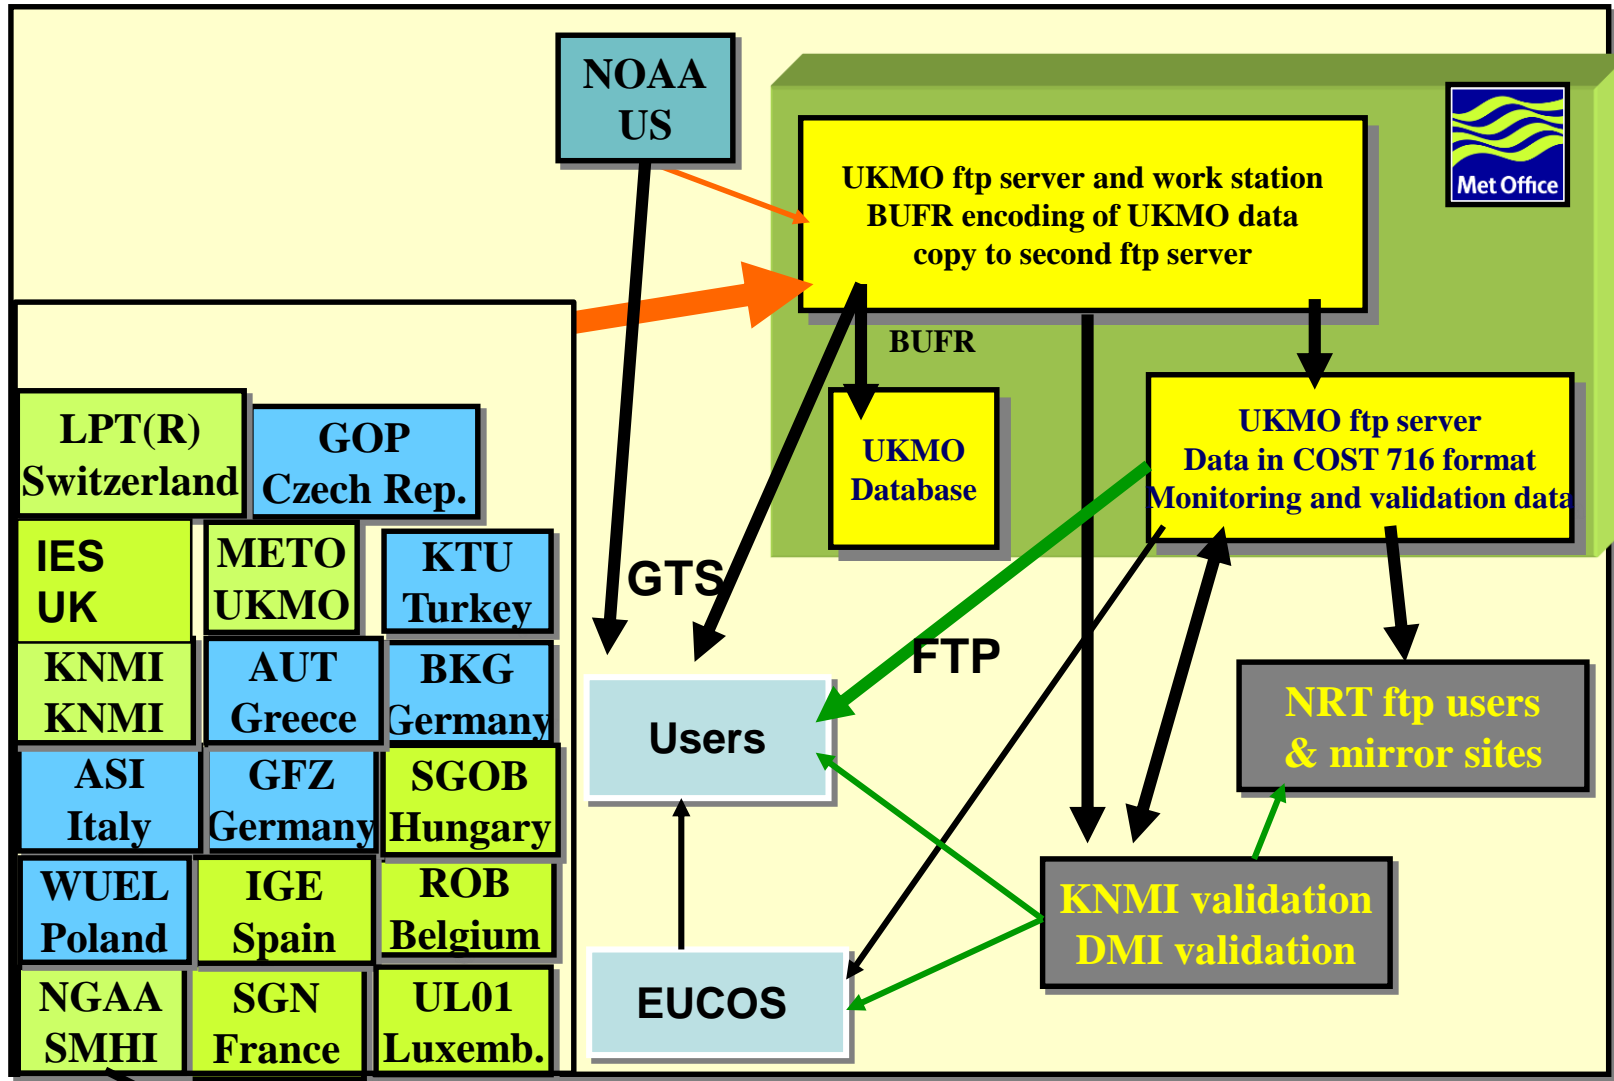 NOAA
US
UKMO ftp server and work station
BUFR encoding of UKMO data
copy to second ftp server
Met Office
BUFR
UKMO
Database
UKMO ftp server
Data in COST 716 format
Monitoring and validation data
LPT(R)
Switzerland
GOP
Czech Rep.
IES
UK
METO
UKMO
KTU
Turkey
KNMI
KNMI
AUT
Greece
BKG
Germany
ASI
Italy
GFZ
Germany
SGOB
Hungary
WUEL
Poland
IGE
Spain
ROB
Belgium
NGAA
SMHI
SGN
France
UL01
Luxemb.
GTS
FTP
Users
EUCOS
NRT ftp users
& mirror sites
KNMI validation
DMI validation